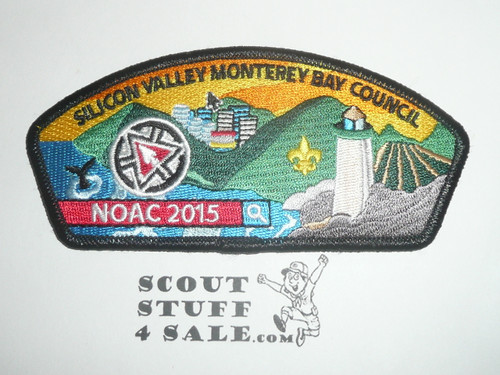 SILICON VALLEY MONTEREY BAY COUNCIL
NOAC 2015
SCOUT
STUFF
4 SALE.com